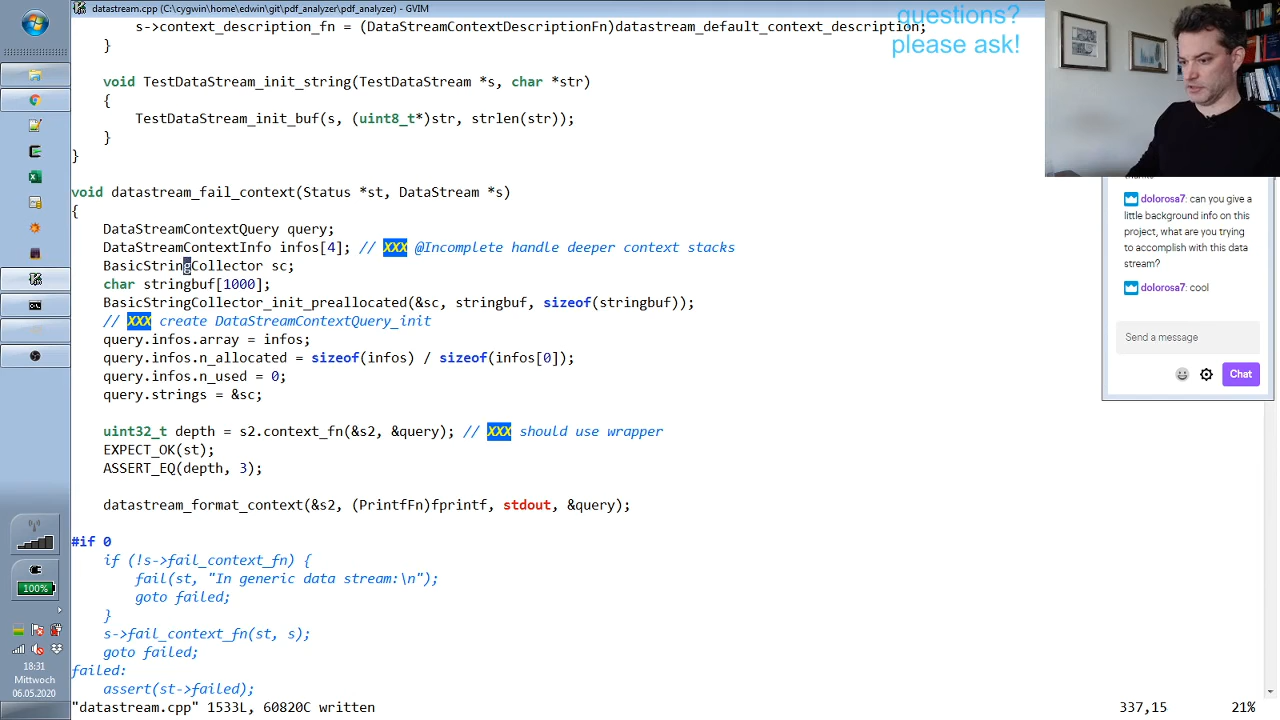 datastream.cpp (C:\cygwin\home\edwin\git\pdf_analyzer\pdf_analyzer) - GVIM
s->context_description_fn = (DataStreamContextDescriptionFn)datastream_default_context_description;
}
void TestDataStream_init_string(TestDataStream *s, char *str)
{
TestDataStream_init_buf(s, (uint8_t*)str, strlen(str));
}
}
void datastream_fail_context(Status *st, DataStream *s)
{
DataStreamContextQuery query;
DataStreamContextInfo infos[4]; // XXX @Incomplete handle deeper context stacks
BasicStringCollector sc;
char stringbuf[1000];
BasicStringCollector_init_preallocated(&sc, stringbuf, sizeof(stringbuf));
// XXX create DataStreamContextQuery_init
query.infos.array = infos;
query.infos.n_allocated = sizeof(infos) / sizeof(infos[0]);
query.infos.n_used = 0;
query.strings = &sc;
uint32_t depth = s2.context_fn(&s2, &query); // XXX should use wrapper
EXPECT_OK(st);
ASSERT_EQ(depth, 3);
datastream_format_context(&s2, (PrintfFn)fprintf, stdout, &query);
#if 0
if (!s->fail_context_fn) {
fail(st, "In generic data stream:\n");
goto failed;
}
s->fail_context_fn(st, s);
goto failed;
failed:
assert(st->failed);
"datastream.cpp" 1533L, 60820C written
337,15
21%
questions?
please ask!
dolorosa7: can you give a
little background info on this
project, what are you trying
to accomplish with this data
stream?
dolorosa7: cool
Send a message
Chat
100%
18:31
Mittwoch
06.05.2020